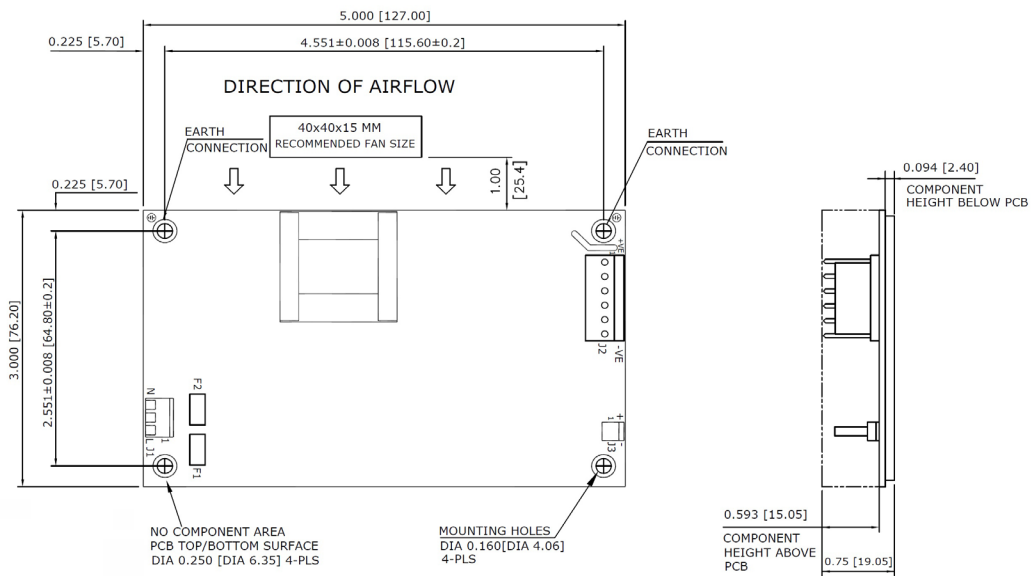 5.000 [127.00]
0.225 [5.70]
4.551±0.008 [115.60±0.2]
DIRECTION OF AIRFLOW
40x40x15 MM
RECOMMENDED FAN SIZE
EARTH
CONNECTION
EARTH
CONNECTION
1.00
[25.4]
0.225 [5.70]
0.094 [2.40]
COMPONENT
HEIGHT BELOW PCB
3.000 [76.20]
2.551±0.008 [64.80±0.2]
+VE
1
J2
-VE
N
L
1
J1
F2
F1
+
1
-
J3
NO COMPONENT AREA
PCB TOP/BOTTOM SURFACE
DIA 0.250 [DIA 6.35] 4-PLS
MOUNTING HOLES
DIA 0.160[DIA 4.06]
4-PLS
0.593 [15.05]
COMPONENT
HEIGHT ABOVE
PCB
0.75 [19.05]